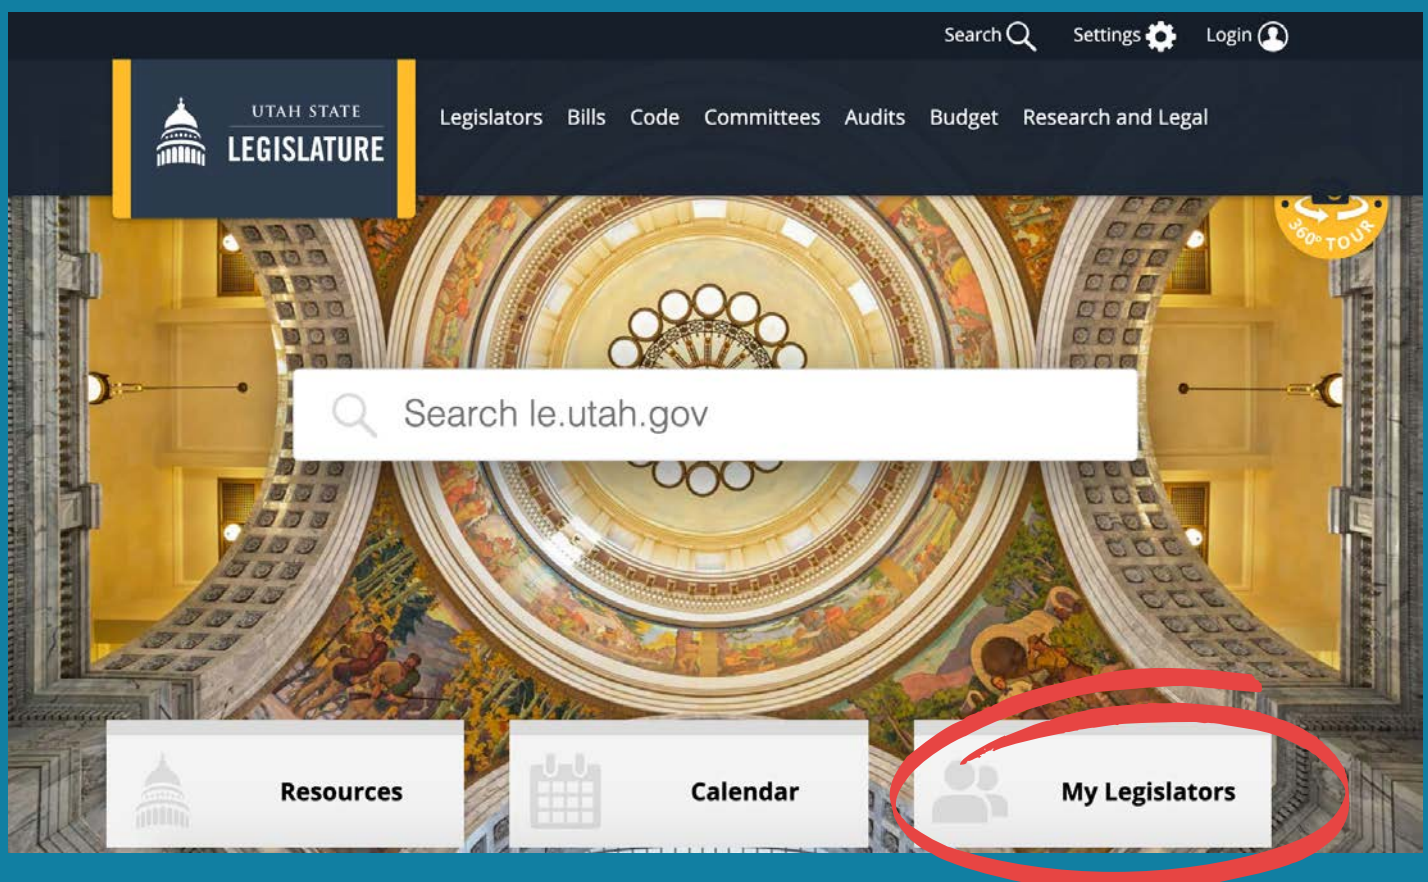 Search
Settings
Login
UTAH STATE
LEGISLATURE
Legislators Bills Code Committees Audits Budget Research and Legal
360° TOUR
Search le.utah.gov
Resources
Calendar
My Legislators